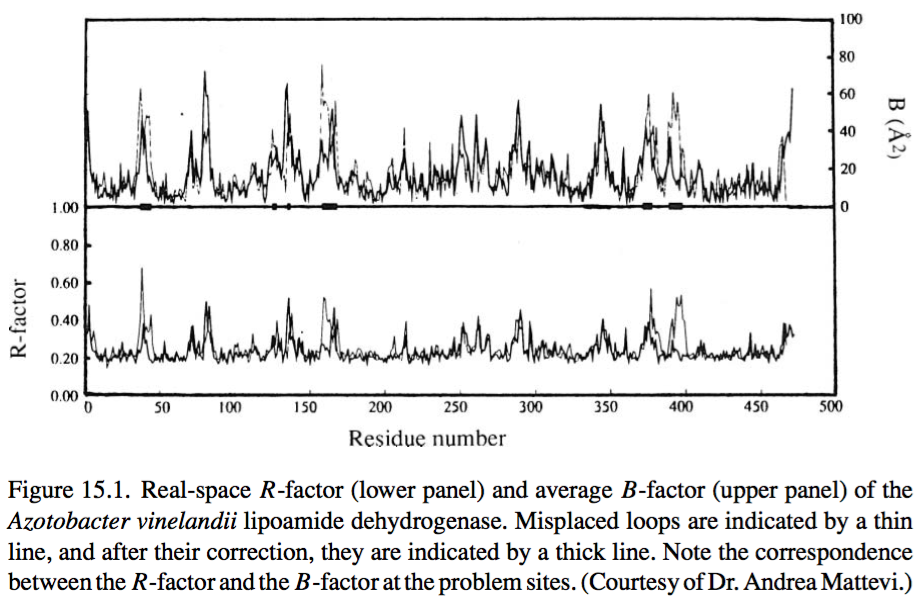 100
80
60
40
20
0
B (Å²)
1.00
0.80
0.60
0.40
0.20
0.00
R-factor
0 50 100 150 200 250 300 350 400 450 500
Residue number
Figure 15.1. Real-space R-factor (lower panel) and average B-factor (upper panel) of the
Azotobacter vinelandii lipoamide dehydrogenase. Misplaced loops are indicated by a thin
line, and after their correction, they are indicated by a thick line. Note the correspondence
between the R-factor and the B-factor at the problem sites. (Courtesy of Dr. Andrea Mattevi.)